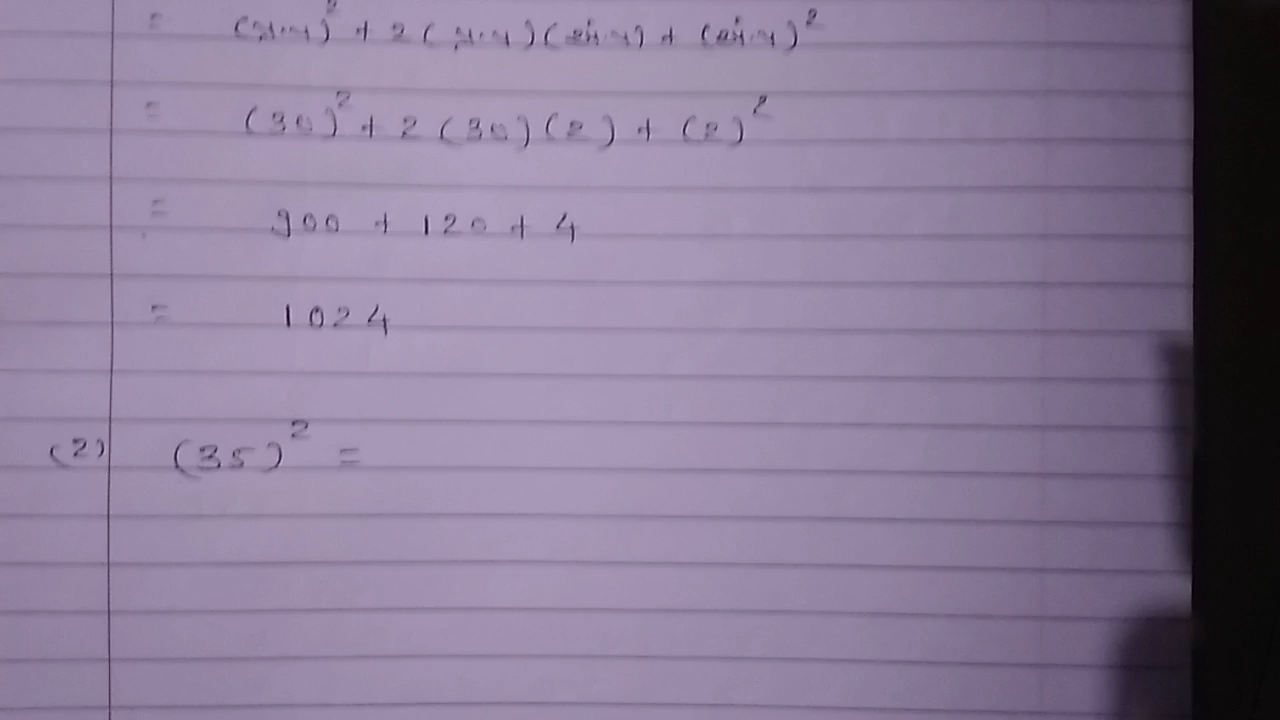 = ( )² + 2 ( ) ( ) + ( )²
= (30)² + 2 (30) (2) + (2)²
= 900 + 120 + 4
= 1024
(2) (35)² =